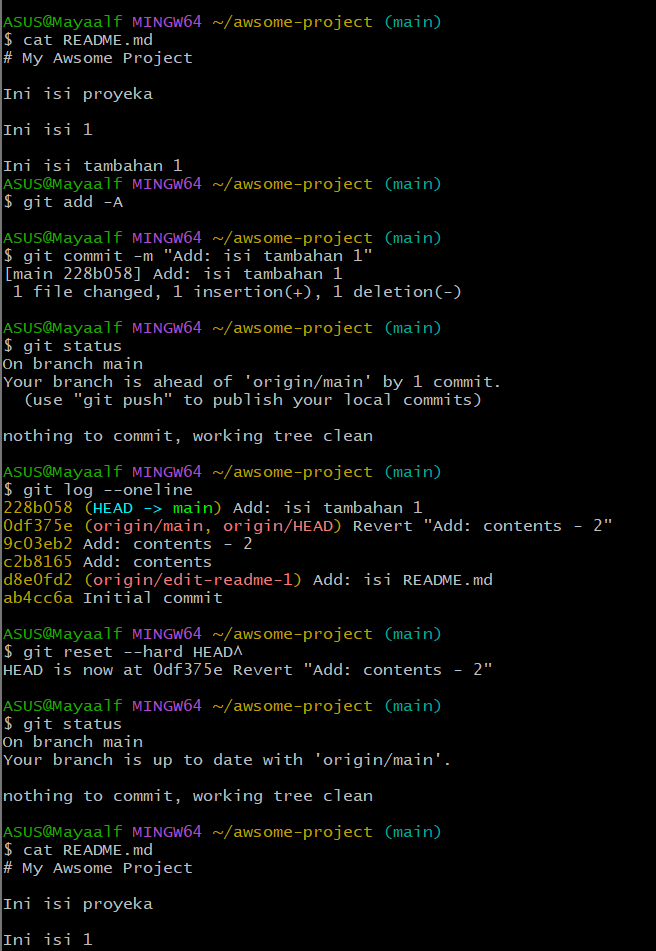 ASUS@Mayaalf MINGW64 ~/awsome-project (main)
$ cat README.md
# My Awsome Project
Ini isi proyeka
Ini isi 1
Ini isi tambahan 1
ASUS@Mayaalf MINGW64 ~/awsome-project (main)
$ git add -A
ASUS@Mayaalf MINGW64 ~/awsome-project (main)
$ git commit -m "Add: isi tambahan 1"
[main 228b058] Add: isi tambahan 1
 1 file changed, 1 insertion(+), 1 deletion(-)
ASUS@Mayaalf MINGW64 ~/awsome-project (main)
$ git status
On branch main
Your branch is ahead of 'origin/main' by 1 commit.
  (use "git push" to publish your local commits)
nothing to commit, working tree clean
ASUS@Mayaalf MINGW64 ~/awsome-project (main)
$ git log --oneline
228b058 (HEAD -> main) Add: isi tambahan 1
0df375e (origin/main, origin/HEAD) Revert "Add: contents - 2"
9c03eb2 Add: contents - 2
c2b8165 Add: contents
d8e0fd2 (origin/edit-readme-1) Add: isi README.md
ab4cc6a Initial commit
ASUS@Mayaalf MINGW64 ~/awsome-project (main)
$ git reset --hard HEAD^
HEAD is now at 0df375e Revert "Add: contents - 2"
ASUS@Mayaalf MINGW64 ~/awsome-project (main)
$ git status
On branch main
Your branch is up to date with 'origin/main'.
nothing to commit, working tree clean
ASUS@Mayaalf MINGW64 ~/awsome-project (main)
$ cat README.md
# My Awsome Project
Ini isi proyeka
Ini isi 1